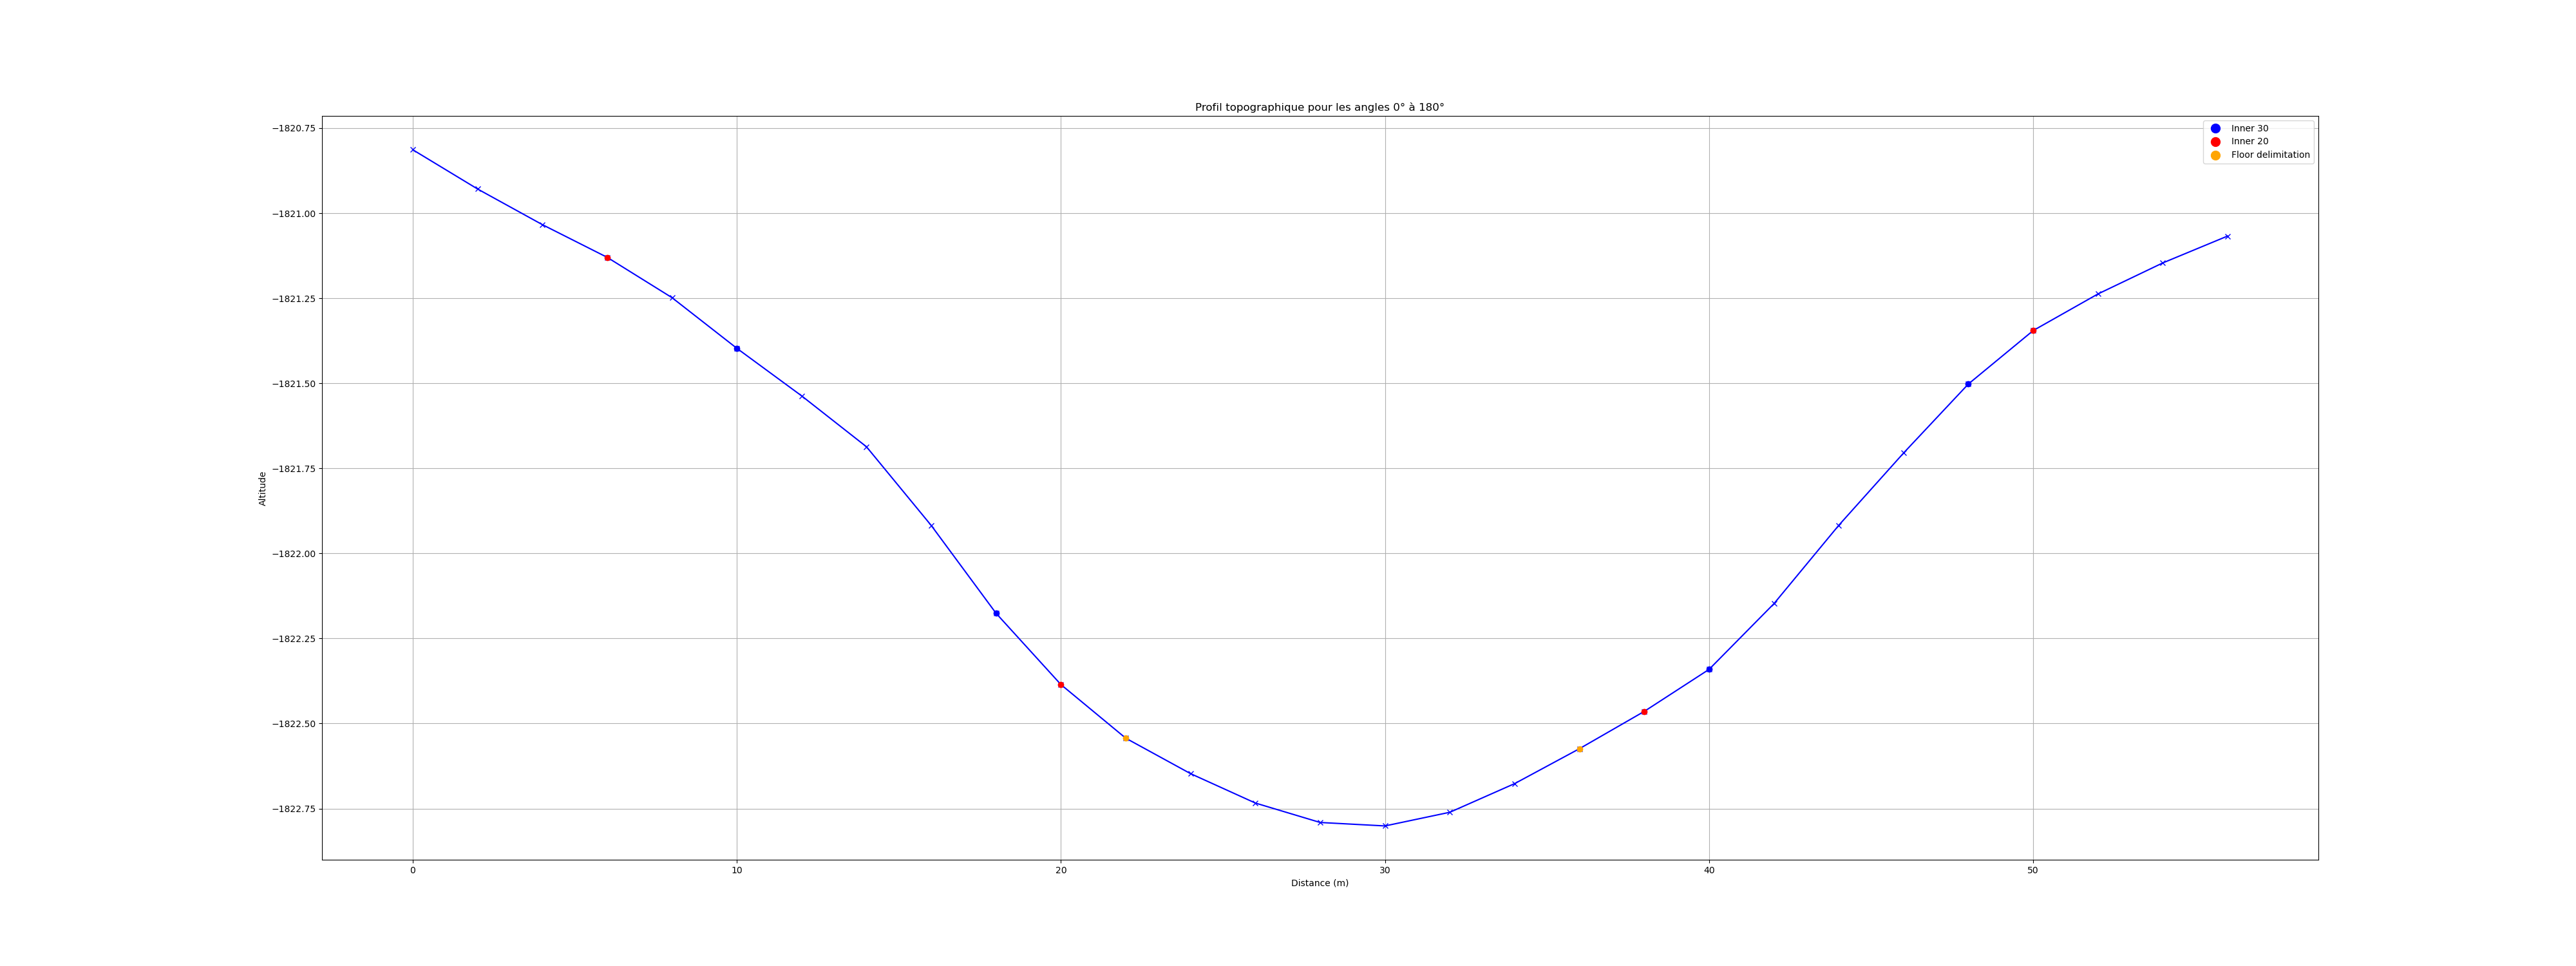 Profil topographique pour les angles 0° à 180°
−1820.75
−1821.00
−1821.25
−1821.50
−1821.75
−1822.00
−1822.25
−1822.50
−1822.75
Altitude
Inner 30
Inner 20
Floor delimitation
0 10 20 30 40 50
Distance (m)